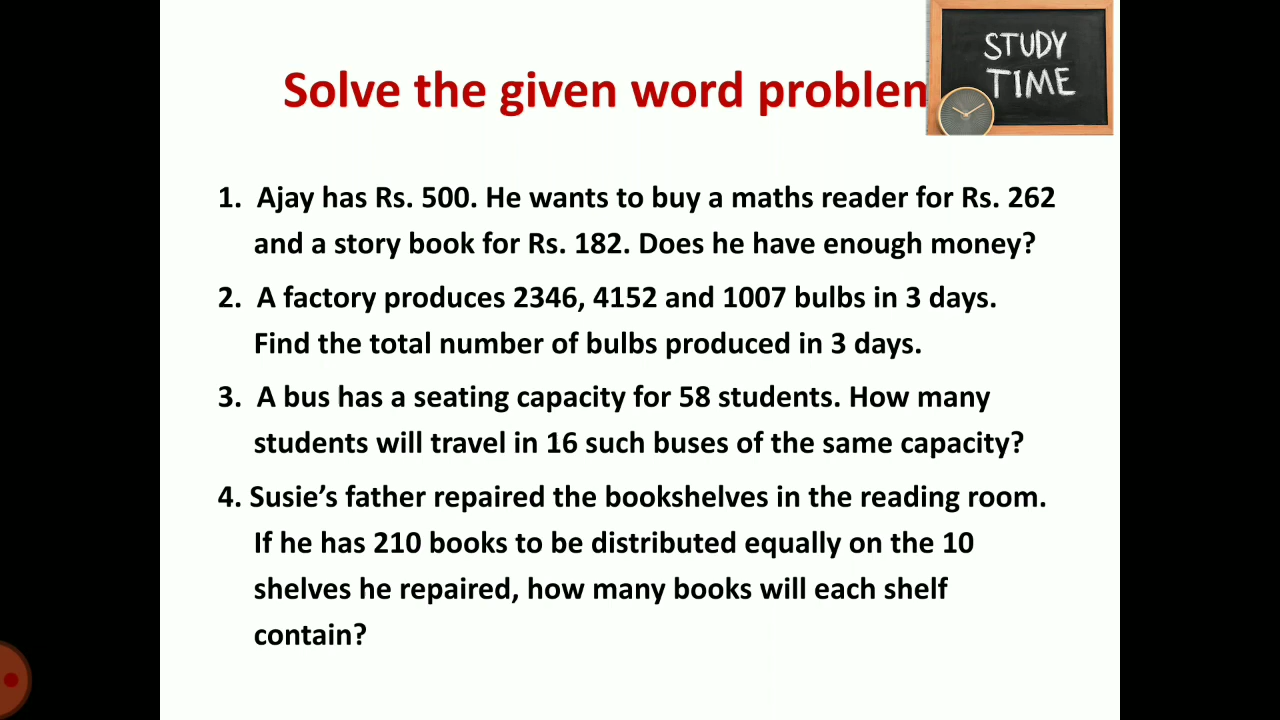 Solve the given word problem
STUDY
TIME
1. Ajay has Rs. 500. He wants to buy a maths reader for Rs. 262
and a story book for Rs. 182. Does he have enough money?
2. A factory produces 2346, 4152 and 1007 bulbs in 3 days.
Find the total number of bulbs produced in 3 days.
3. A bus has a seating capacity for 58 students. How many
students will travel in 16 such buses of the same capacity?
4. Susie’s father repaired the bookshelves in the reading room.
If he has 210 books to be distributed equally on the 10
shelves he repaired, how many books will each shelf
contain?